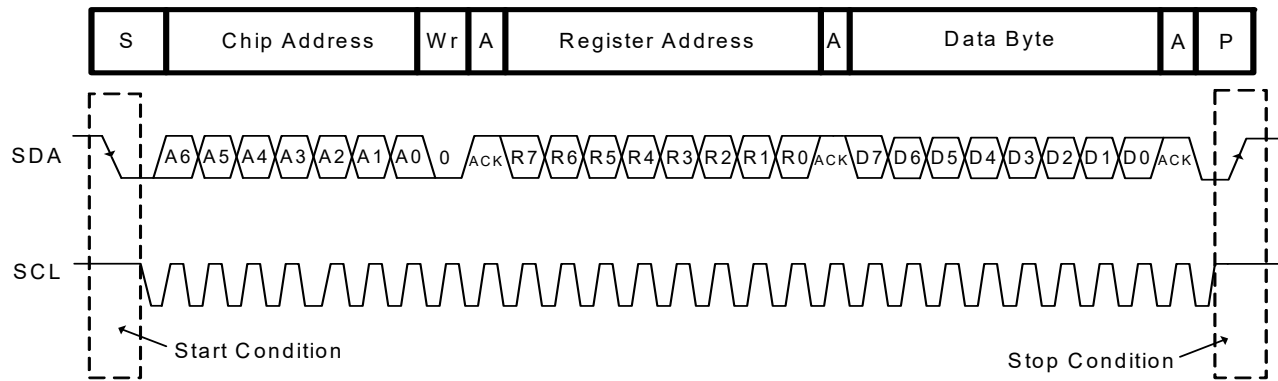 S Chip Address Wr A Register Address A Data Byte A P
SDA A6 A5 A4 A3 A2 A1 A0 0 ACK R7 R6 R5 R4 R3 R2 R1 R0 ACK D7 D6 D5 D4 D3 D2 D1 D0 ACK
SCL
Start Condition
Stop Condition